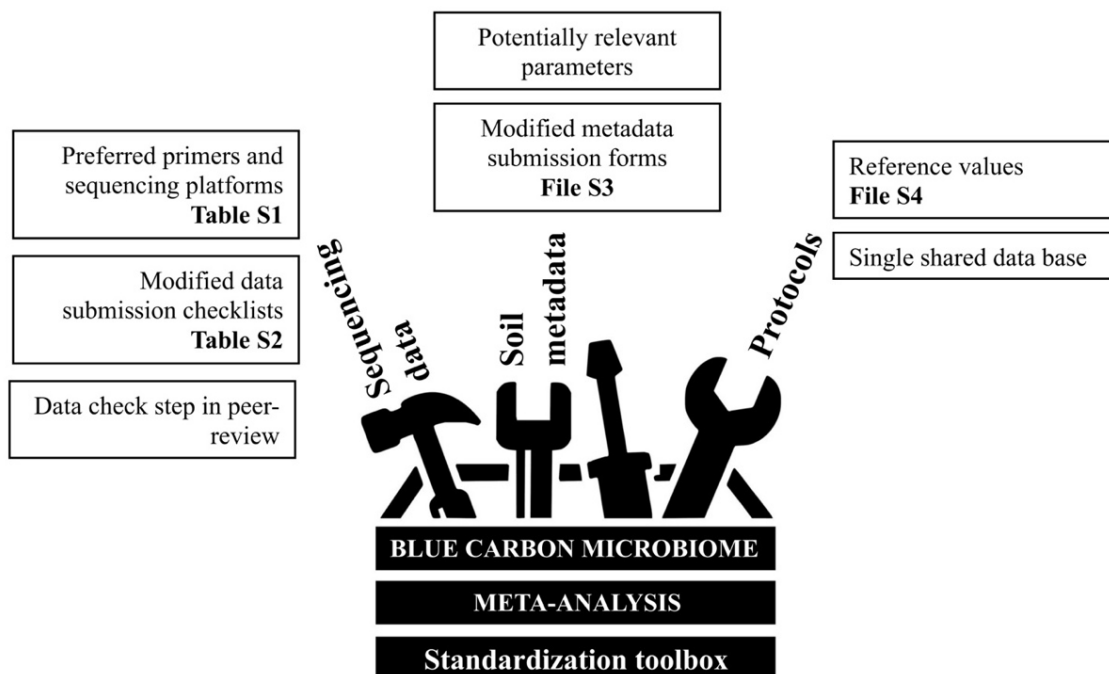 Potentially relevant
parameters
Modified metadata
submission forms
File S3
Preferred primers and
sequencing platforms
Table S1
Modified data
submission checklists
Table S2
Data check step in peer-
review
Reference values
File S4
Single shared data base
Sequencing
data
Soil
metadata
Protocols
BLUE CARBON MICROBIOME
META-ANALYSIS
Standardization toolbox